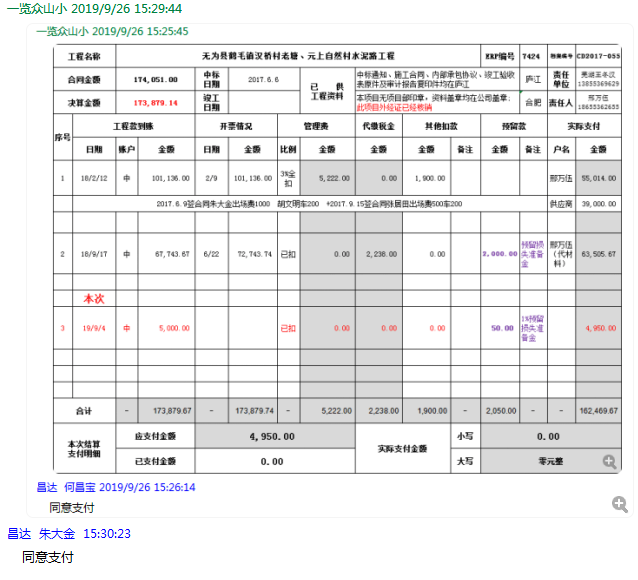 一览众山小 2019/9/26 15:29:44
一览众山小 2019/9/26 15:25:45
工程名称 无为县鹤毛镇汉桥村老塘、元上自然村水泥路工程 ERP编号 7424 档案编号 CD2017-055
合同金额 174,051.00 中标日期 2017.6.6 已 供 工程资料 中标通知、施工合同、内部承包协议、竣工验收表原件及审计报告复印件均在庐江 庐江 责任单位 13855369629
决算金额 173,879.14 竣工日期 本项目无项目部印章，资料盖章均在公司盖章； 此项目外经证已经核销 合肥 责任人 邢万伍 18655362655
序号 工程款到账 开票情况 管理费 代缴税金 其他扣款 预留款 实际支付
日期 账户 金额 日期 金额 比例 金额 金额 金额 备注 金额 备注 户名 金额
1 18/2/12 中 101,136.00 2/9 101,136.00 3%全扣 5,222.00 0.00 1,900.00 邢万伍 55,014.00
2017.6.9签合同朱大金出场费1000 胡文明车200 +2017.9.15签合同张居田出场费500车200 供应商 39,000.00
2 18/9/17 中 67,743.67 6/22 72,743.74 已扣 0.00 2,238.00 0.00 2,000.00 预留损失准备金 邢万伍（代材料） 63,505.67
本次
3 19/9/4 中 5,000.00 已扣 0.00 0.00 0.00 50.00 1%预留损失准备金 4,950.00
合计 - 173,879.67 - 173,879.74 - 5,222.00 2,238.00 1,900.00 - 2,050.00 - - 162,469.67
本次结算支付明细 应支付金额 4,950.00 实际支付金额 小写 0.00
已支付金额 0.00 大写 零元整
昌达 何昌宝 2019/9/26 15:26:14
同意支付
昌达 朱大金 15:30:23
同意支付